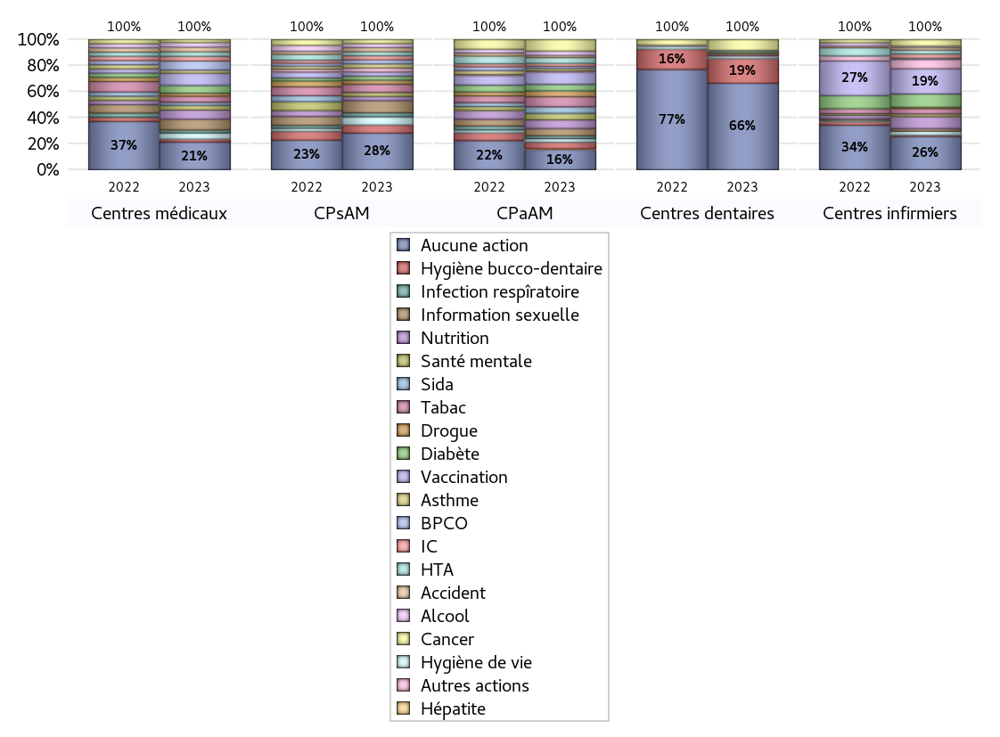 100% 100% 100% 100% 100% 100% 100% 100% 100% 100%
100%
80%
60%
40%
20%
0%
16%
19%
27%
19%
37%
21%
23%
28%
22%
16%
77%
66%
34%
26%
2022 2023 2022 2023 2022 2023 2022 2023 2022 2023
Centres médicaux CPsAM CPaAM Centres dentaires Centres infirmiers
Aucune action
Hygiène bucco-dentaire
Infection respîratoire
Information sexuelle
Nutrition
Santé mentale
Sida
Tabac
Drogue
Diabète
Vaccination
Asthme
BPCO
IC
HTA
Accident
Alcool
Cancer
Hygiène de vie
Autres actions
Hépatite